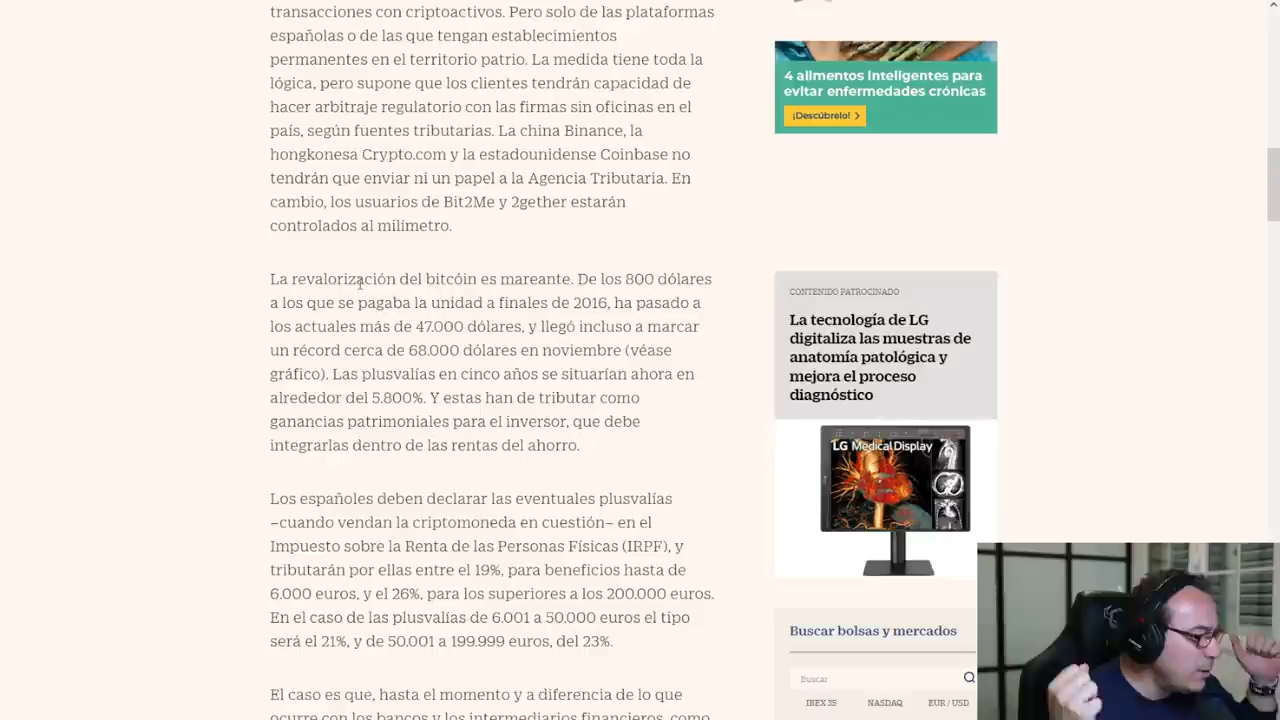 transacciones con criptoactivos. Pero solo de las plataformas
españolas o de las que tengan establecimientos
permanentes en el territorio patrio. La medida tiene toda la
lógica, pero supone que los clientes tendrán capacidad de
hacer arbitraje regulatorio con las firmas sin oficinas en el
país, según fuentes tributarias. La china Binance, la
hongkonesa Crypto.com y la estadounidense Coinbase no
tendrán que enviar ni un papel a la Agencia Tributaria. En
cambio, los usuarios de Bit2Me y 2gether estarán
controlados al milímetro.
La revalorización del bitcóin es mareante. De los 800 dólares
a los que se pagaba la unidad a finales de 2016, ha pasado a
los actuales más de 47.000 dólares, y llegó incluso a marcar
un récord cerca de 68.000 dólares en noviembre (véase
gráfico). Las plusvalías en cinco años se situarían ahora en
alrededor del 5.800%. Y estas han de tributar como
ganancias patrimoniales para el inversor, que debe
integrarlas dentro de las rentas del ahorro.
Los españoles deben declarar las eventuales plusvalías
–cuando vendan la criptomoneda en cuestión– en el
Impuesto sobre la Renta de las Personas Físicas (IRPF), y
tributarán por ellas entre el 19%, para beneficios hasta de
6.000 euros, y el 26%, para los superiores a los 200.000 euros.
En el caso de las plusvalías de 6.001 a 50.000 euros el tipo
será el 21%, y de 50.001 a 199.999 euros, del 23%.
El caso es que, hasta el momento y a diferencia de lo que
ocurre con los bancos y los intermediarios financieros, como
4 alimentos inteligentes para
evitar enfermedades crónicas
¡Descúbrelo! >
CONTENIDO PATROCINADO
La tecnología de LG
digitaliza las muestras de
anatomía patológica y
mejora el proceso
diagnóstico
LG Medical Display
Buscar bolsas y mercados
Buscar
IBEX 35 NASDAQ EUR / USD